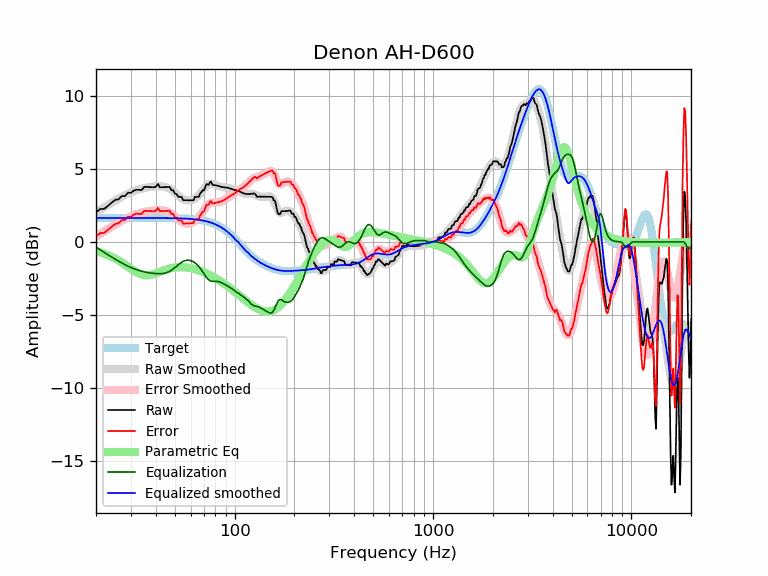 Denon AH-D600
Amplitude (dBr)
10
5
0
−5
−10
−15
Target
Raw Smoothed
Error Smoothed
Raw
Error
Parametric Eq
Equalization
Equalized smoothed
100
1000
10000
Frequency (Hz)